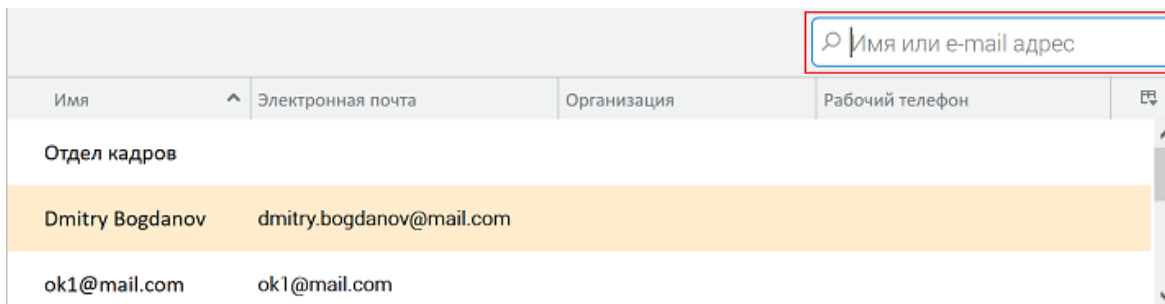 Имя или e-mail адрес
Имя Электронная почта Организация Рабочий телефон
Отдел кадров
Dmitry Bogdanov dmitry.bogdanov@mail.com
ok1@mail.com ok1@mail.com